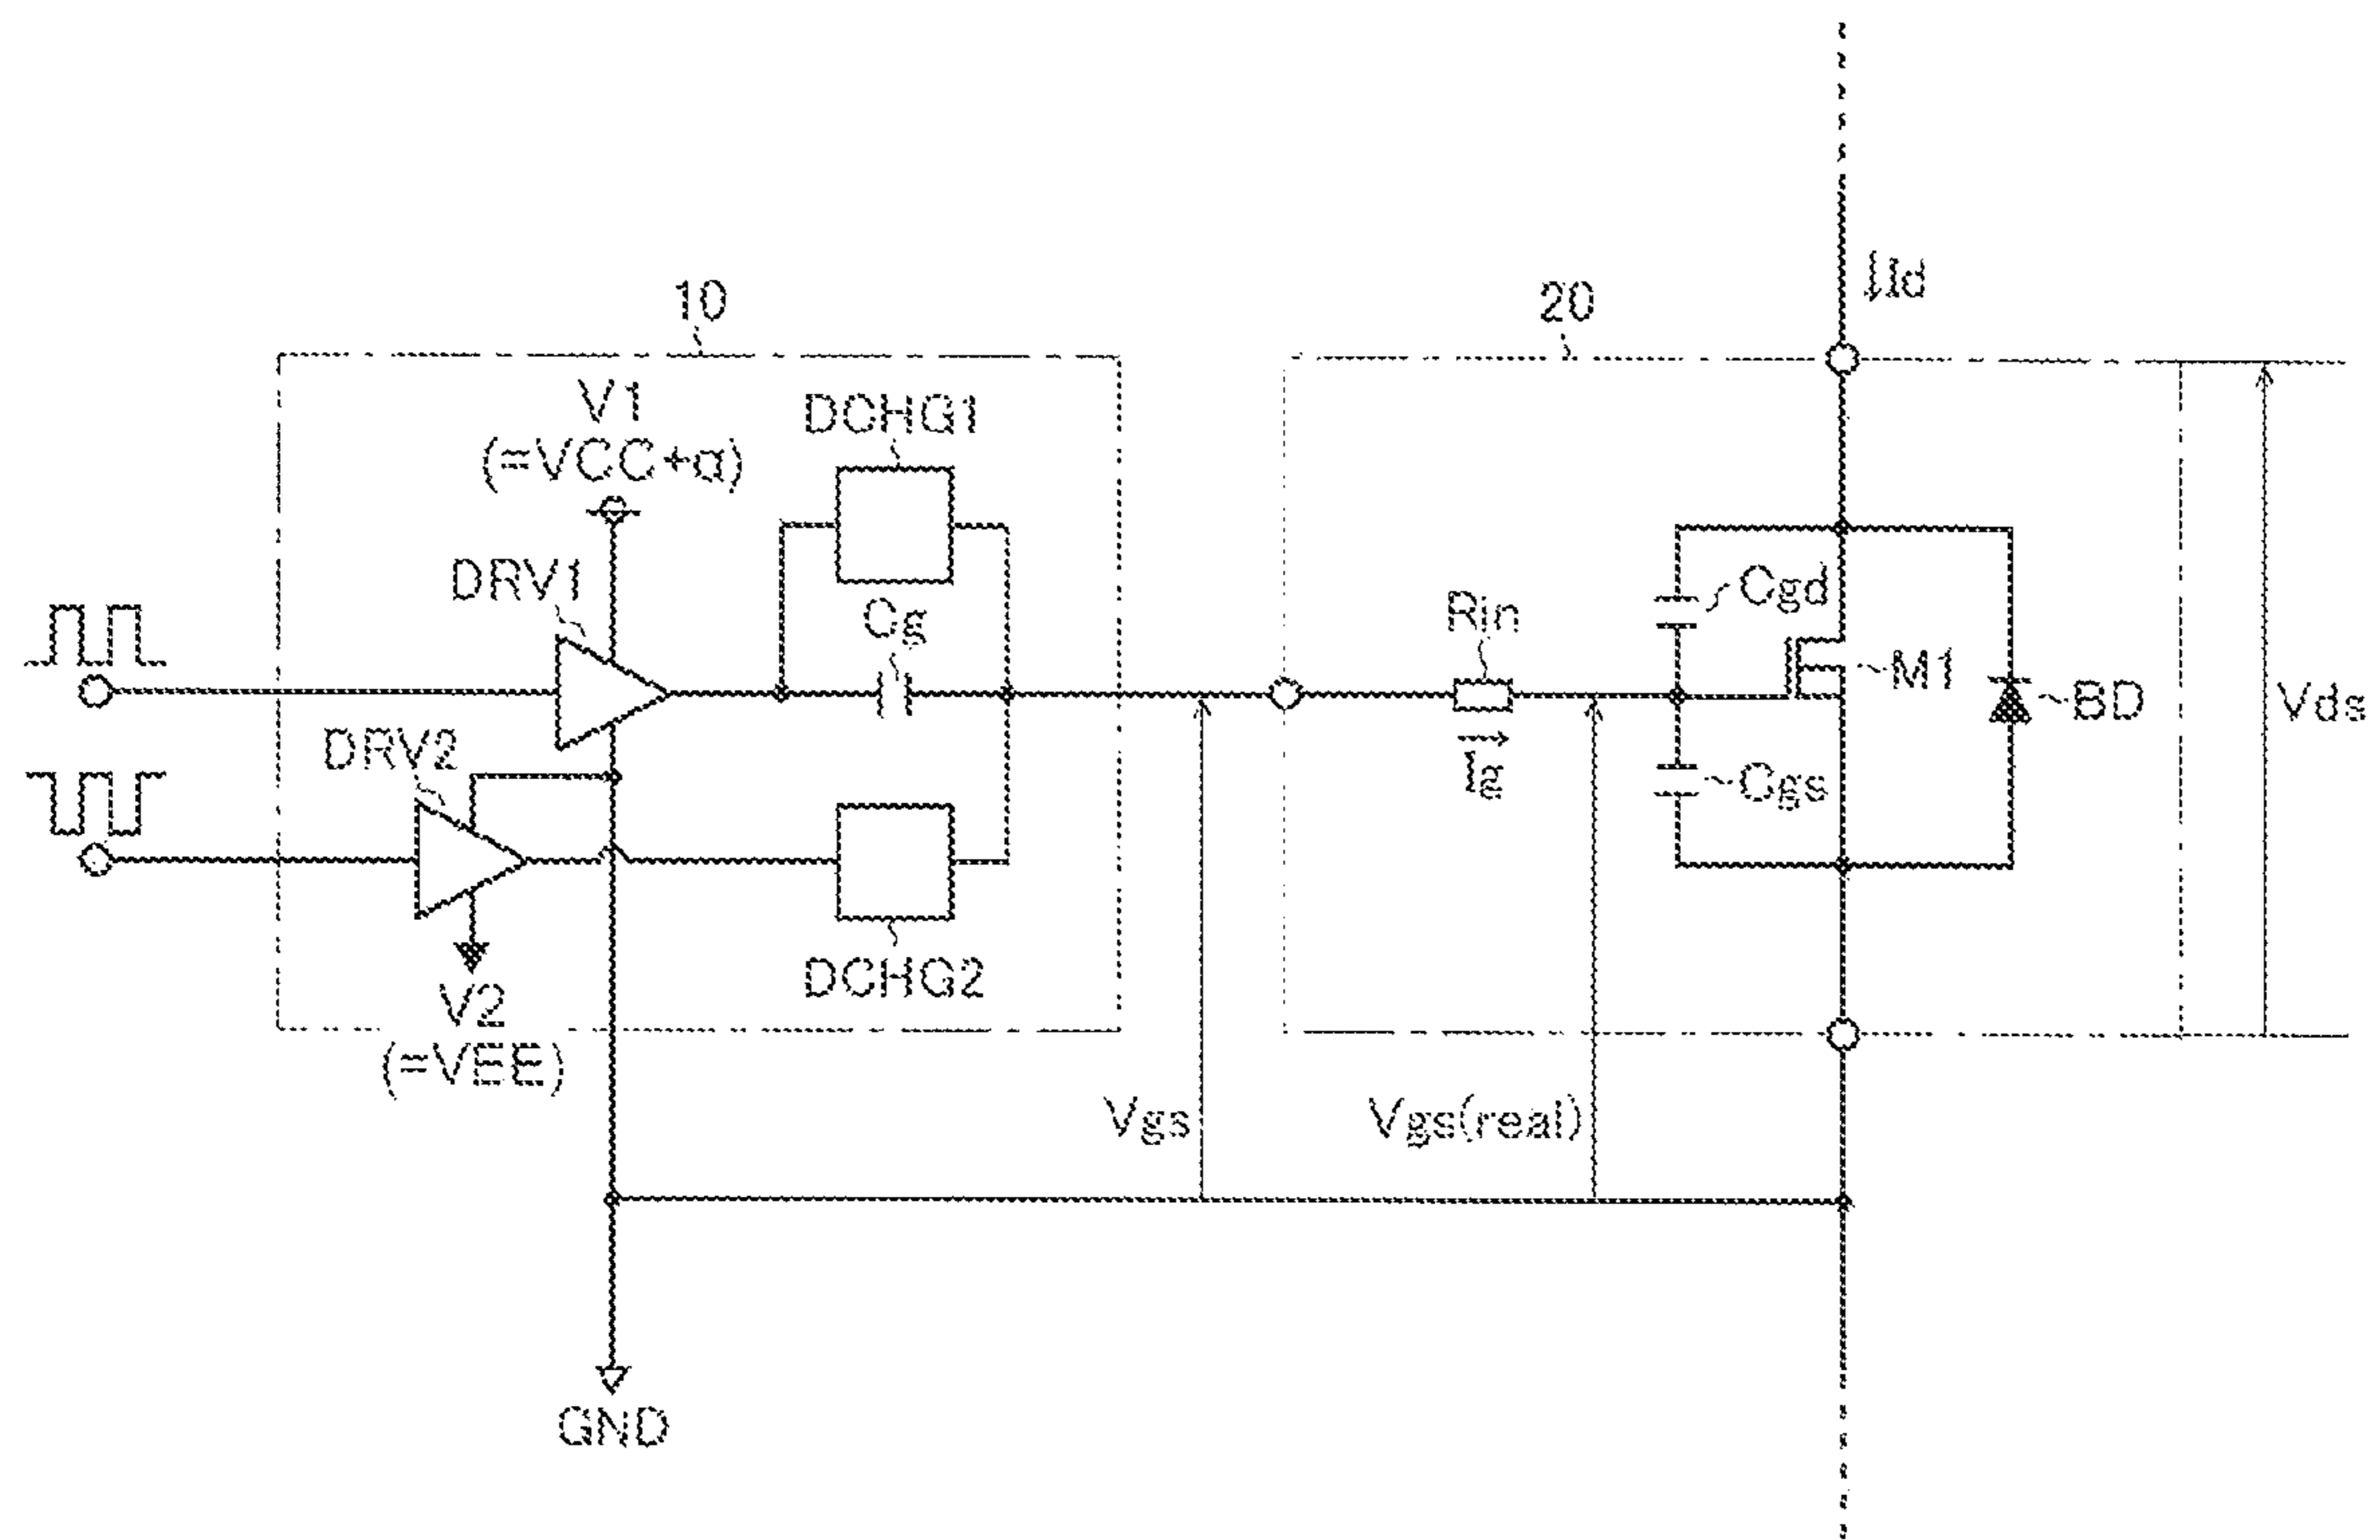 10
20
Id
V1
(=VCC+α)
DCHG1
DRV1
Cg
Rin
Cgd
M1
BD
Vds
DRV2
Ig
Cgs
DCHG2
V2
(=VEE)
Vgs
Vgs(real)
GND